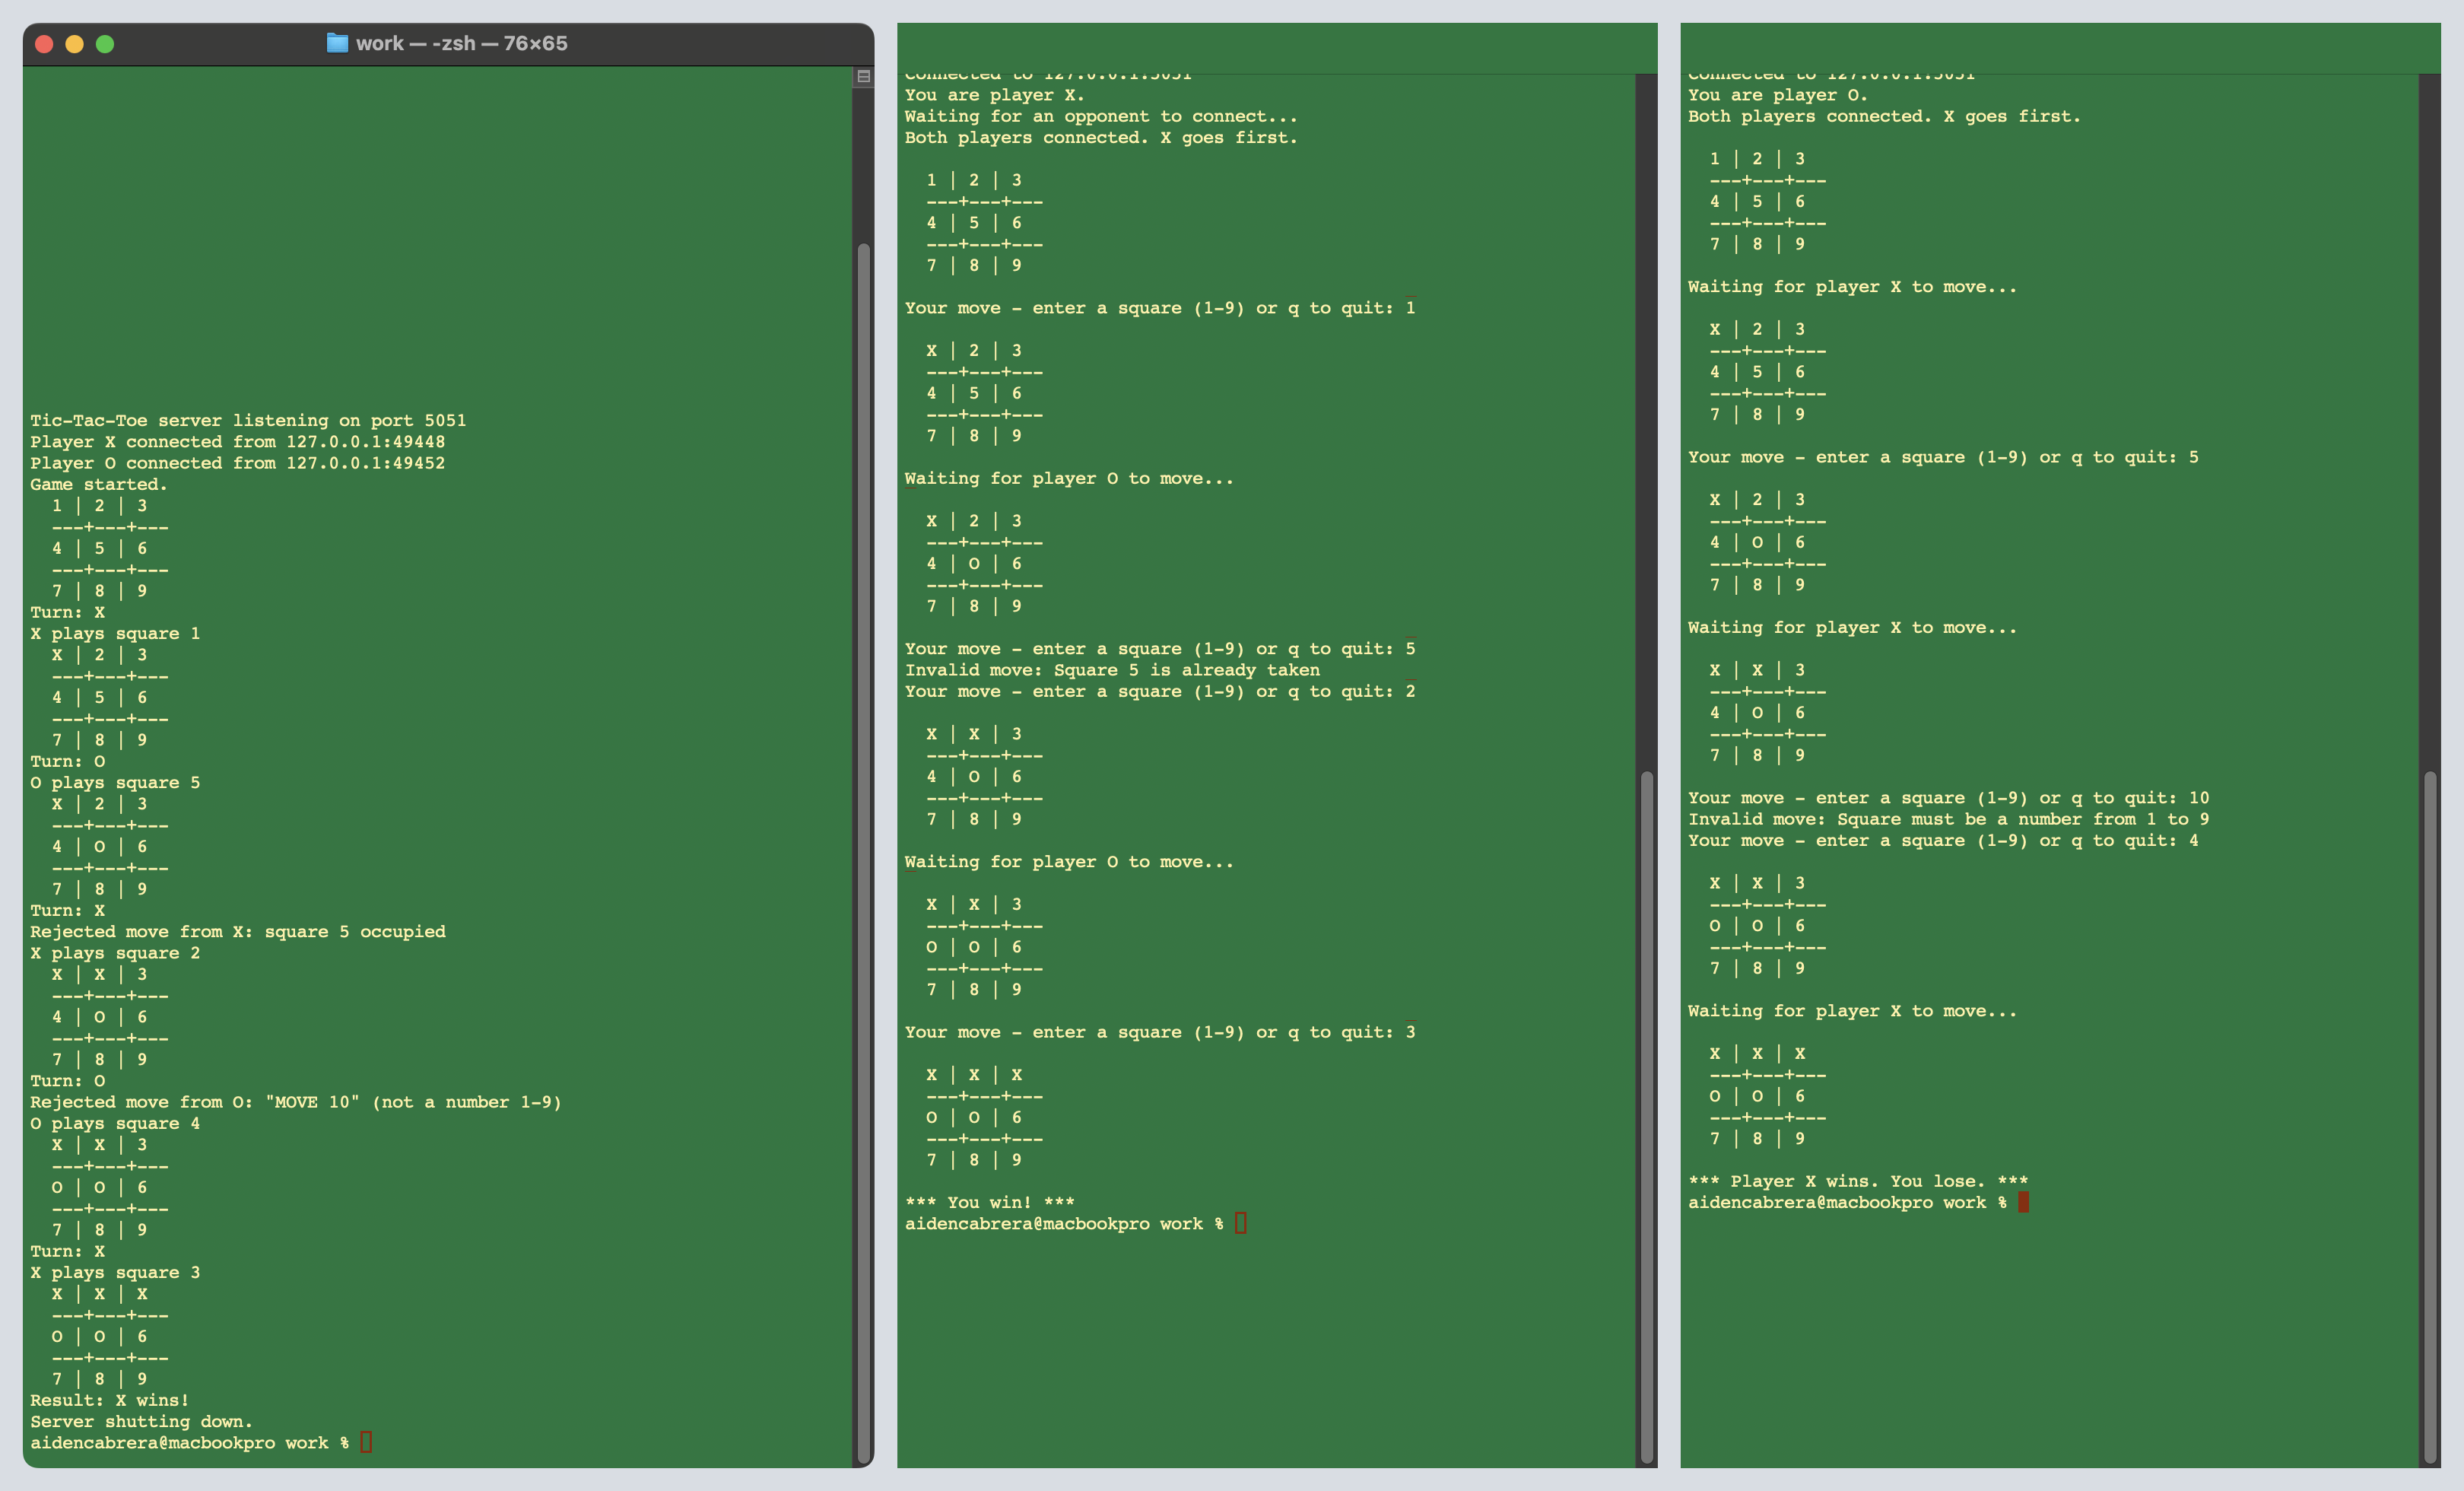 work — -zsh — 76×65
Tic-Tac-Toe server listening on port 5051
Player X connected from 127.0.0.1:49448
Player O connected from 127.0.0.1:49452
Game started.
1 | 2 | 3
---+---+---
4 | 5 | 6
---+---+---
7 | 8 | 9
Turn: X
X plays square 1
X | 2 | 3
---+---+---
4 | 5 | 6
---+---+---
7 | 8 | 9
Turn: O
O plays square 5
X | 2 | 3
---+---+---
4 | O | 6
---+---+---
7 | 8 | 9
Turn: X
Rejected move from X: square 5 occupied
X plays square 2
X | X | 3
---+---+---
4 | O | 6
---+---+---
7 | 8 | 9
Turn: O
Rejected move from O: "MOVE 10" (not a number 1-9)
O plays square 4
X | X | 3
---+---+---
O | O | 6
---+---+---
7 | 8 | 9
Turn: X
X plays square 3
X | X | X
---+---+---
O | O | 6
---+---+---
7 | 8 | 9
Result: X wins!
Server shutting down.
aidencabrera@macbookpro work %
Connected to 127.0.0.1:5051
You are player X.
Waiting for an opponent to connect...
Both players connected. X goes first.
1 | 2 | 3
---+---+---
4 | 5 | 6
---+---+---
7 | 8 | 9
Your move - enter a square (1-9) or q to quit: 1
X | 2 | 3
---+---+---
4 | 5 | 6
---+---+---
7 | 8 | 9
Waiting for player O to move...
X | 2 | 3
---+---+---
4 | O | 6
---+---+---
7 | 8 | 9
Your move - enter a square (1-9) or q to quit: 5
Invalid move: Square 5 is already taken
Your move - enter a square (1-9) or q to quit: 2
X | X | 3
---+---+---
4 | O | 6
---+---+---
7 | 8 | 9
Waiting for player O to move...
X | X | 3
---+---+---
O | O | 6
---+---+---
7 | 8 | 9
Your move - enter a square (1-9) or q to quit: 3
X | X | X
---+---+---
O | O | 6
---+---+---
7 | 8 | 9
*** You win! ***
aidencabrera@macbookpro work %
Connected to 127.0.0.1:5051
You are player O.
Both players connected. X goes first.
1 | 2 | 3
---+---+---
4 | 5 | 6
---+---+---
7 | 8 | 9
Waiting for player X to move...
X | 2 | 3
---+---+---
4 | 5 | 6
---+---+---
7 | 8 | 9
Your move - enter a square (1-9) or q to quit: 5
X | 2 | 3
---+---+---
4 | O | 6
---+---+---
7 | 8 | 9
Waiting for player X to move...
X | X | 3
---+---+---
4 | O | 6
---+---+---
7 | 8 | 9
Your move - enter a square (1-9) or q to quit: 10
Invalid move: Square must be a number from 1 to 9
Your move - enter a square (1-9) or q to quit: 4
X | X | 3
---+---+---
O | O | 6
---+---+---
7 | 8 | 9
Waiting for player X to move...
X | X | X
---+---+---
O | O | 6
---+---+---
7 | 8 | 9
*** Player X wins. You lose. ***
aidencabrera@macbookpro work %